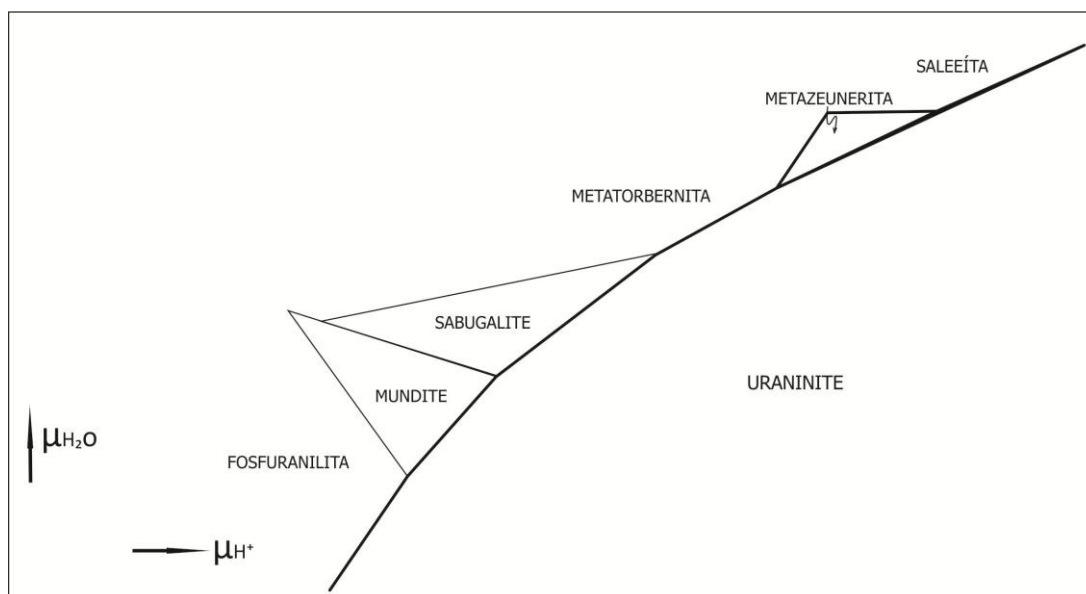 SALEEÍTA
METAZEUNERITA
METATORBERNITA
SABUGALITE
URANINITE
MUNDITE
μH₂O
FOSFURANILITA
μH⁺